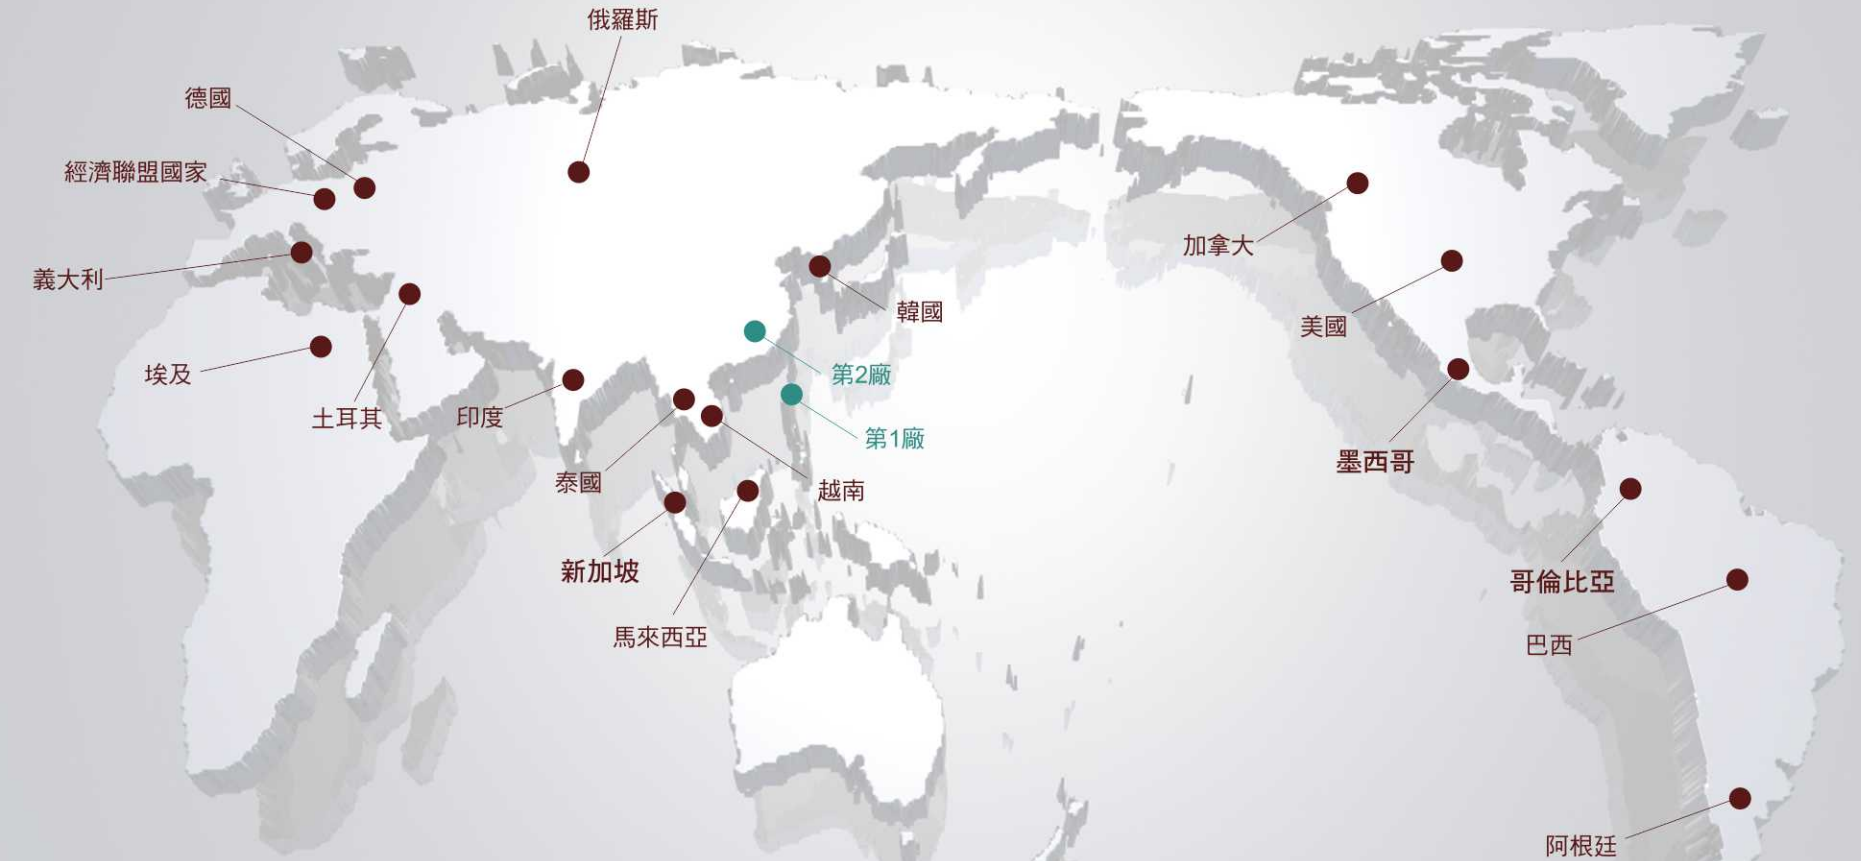 俄羅斯
德國
經濟聯盟國家
加拿大
義大利
韓國
美國
埃及
第2廠
土耳其
印度
第1廠
墨西哥
泰國
越南
新加坡
哥倫比亞
馬來西亞
巴西
阿根廷